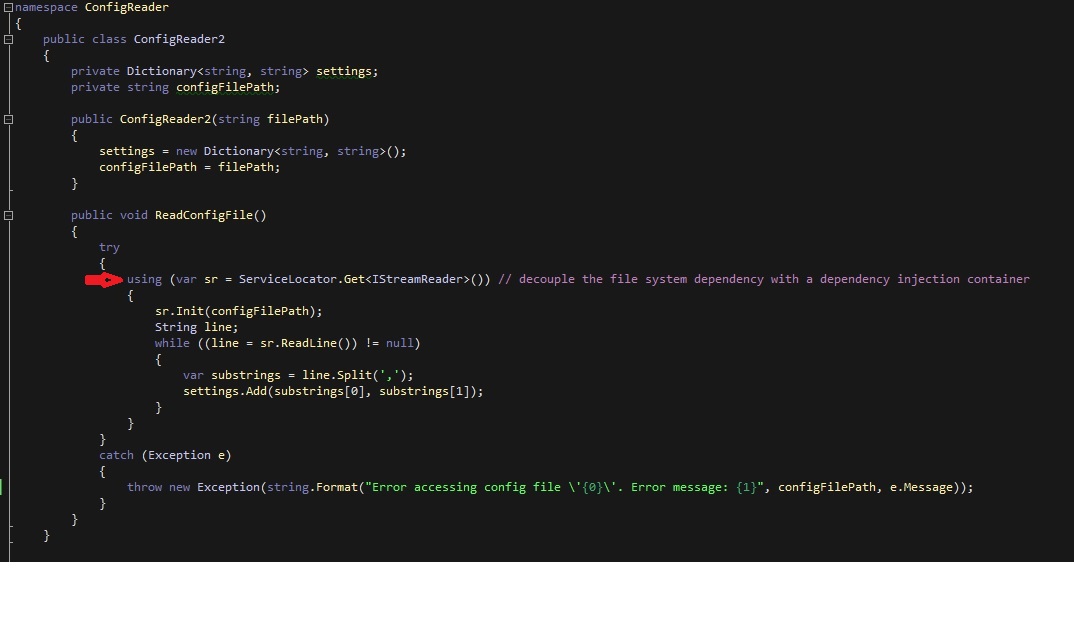 namespace ConfigReader
{
    public class ConfigReader2
    {
        private Dictionary<string, string> settings;
        private string configFilePath;

        public ConfigReader2(string filePath)
        {
            settings = new Dictionary<string, string>();
            configFilePath = filePath;
        }

        public void ReadConfigFile()
        {
            try
            {
                using (var sr = ServiceLocator.Get<IStreamReader>()) // decouple the file system dependency with a dependency injection container
                {
                    sr.Init(configFilePath);
                    String line;
                    while ((line = sr.ReadLine()) != null)
                    {
                        var substrings = line.Split(',');
                        settings.Add(substrings[0], substrings[1]);
                    }
                }
            }
            catch (Exception e)
            {
                throw new Exception(string.Format("Error accessing config file \'{0}\'. Error message: {1}", configFilePath, e.Message));
            }
        }
    }